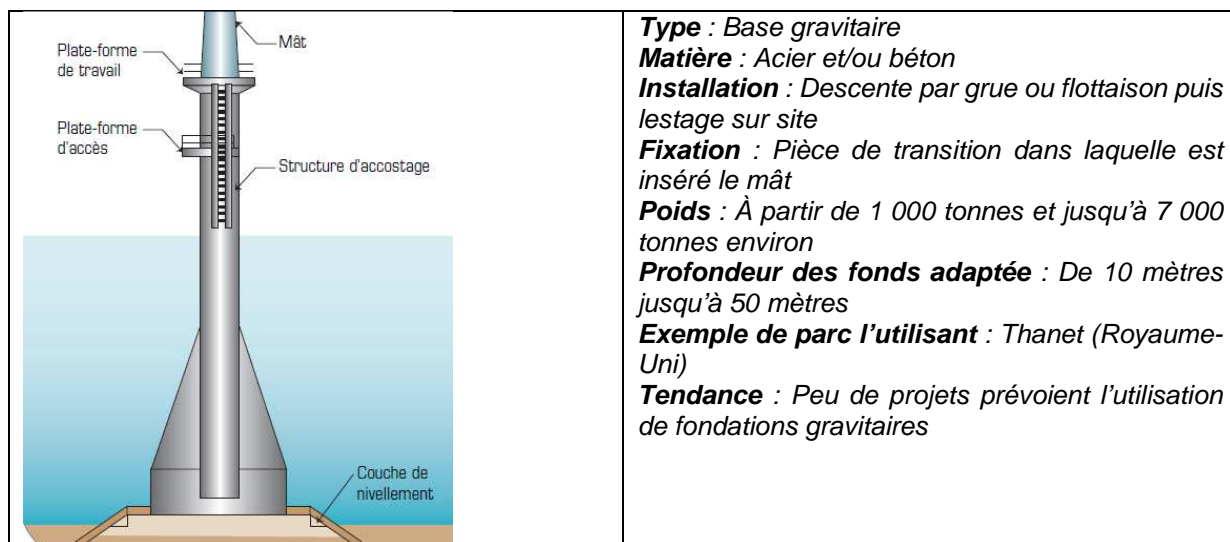 Mât
Plate-forme
de travail
Plate-forme
d'accès
Structure d'accostage
Couche de
nivellement
Type : Base gravitaire
Matière : Acier et/ou béton
Installation : Descente par grue ou flottaison puis
lestage sur site
Fixation : Pièce de transition dans laquelle est
inséré le mât
Poids : À partir de 1 000 tonnes et jusqu'à 7 000
tonnes environ
Profondeur des fonds adaptée : De 10 mètres
jusqu'à 50 mètres
Exemple de parc l'utilisant : Thanet (Royaume-
Uni)
Tendance : Peu de projets prévoient l'utilisation
de fondations gravitaires